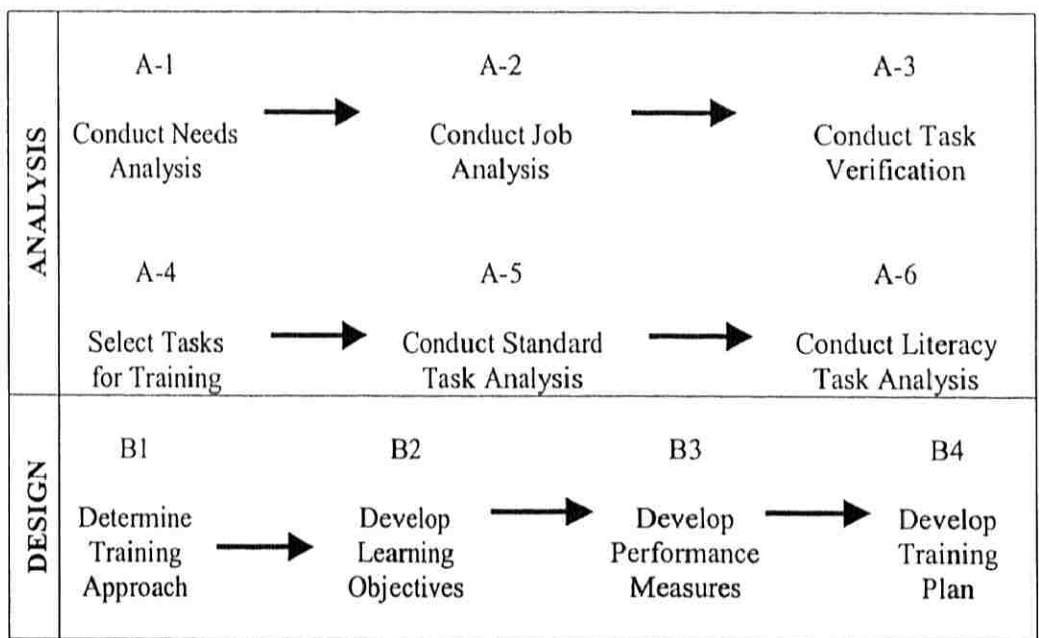 ANALYSIS
A-1
A-2
A-3
Conduct Needs
Analysis
Conduct Job
Analysis
Conduct Task
Verification
A-4
A-5
A-6
Select Tasks
for Training
Conduct Standard
Task Analysis
Conduct Literacy
Task Analysis
DESIGN
B1
B2
B3
B4
Determine
Training
Approach
Develop
Learning
Objectives
Develop
Performance
Measures
Develop
Training
Plan